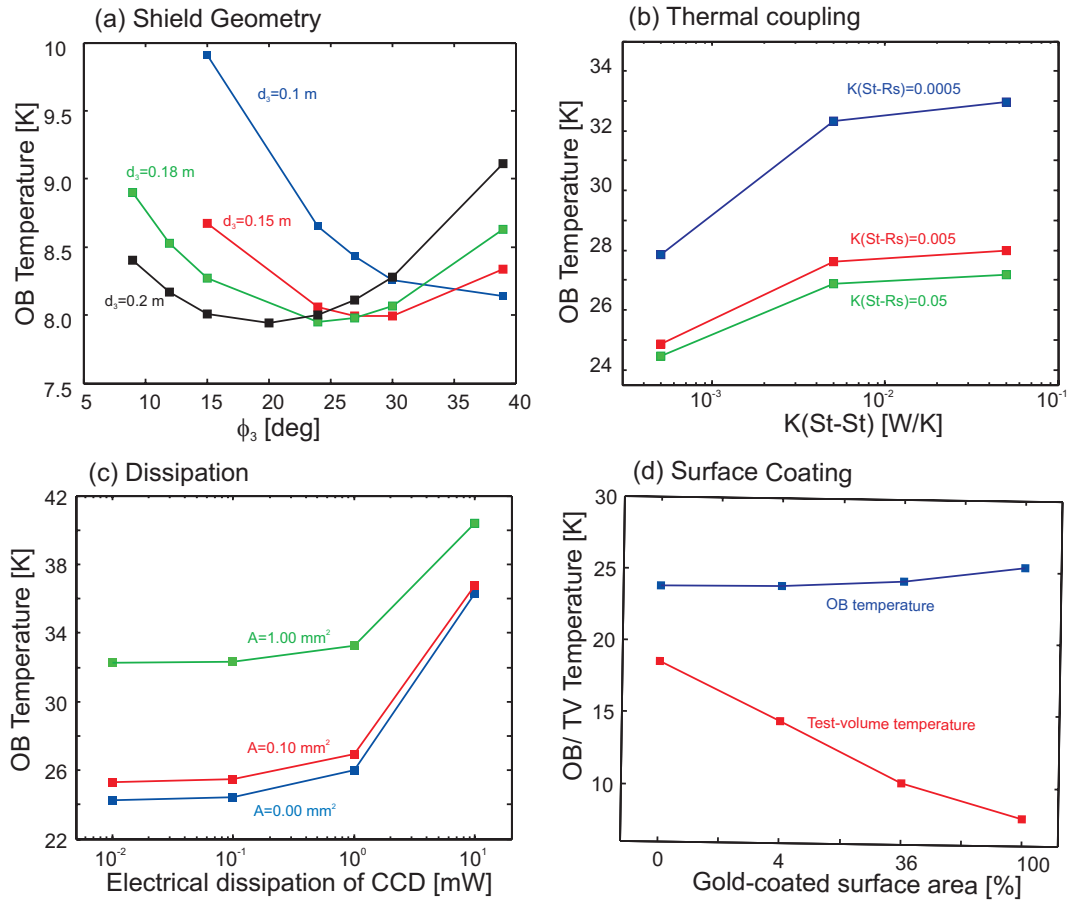 (a) Shield Geometry
OB Temperature [K]
10
9.5
9.0
8.5
8.0
7.5
d₃=0.1 m
d₃=0.18 m
d₃=0.15 m
d₃=0.2 m
5 10 15 20 25 30 35 40
ϕ₃ [deg]
(b) Thermal coupling
OB Temperature [K]
34
32
30
28
26
24
K(St-Rs)=0.0005
K(St-Rs)=0.005
K(St-Rs)=0.05
10⁻³ 10⁻² 10⁻¹
K(St-St) [W/K]
(c) Dissipation
OB Temperature [K]
42
38
34
30
26
22
A=1.00 mm²
A=0.10 mm²
A=0.00 mm²
10⁻² 10⁻¹ 10⁰ 10¹
Electrical dissipation of CCD [mW]
(d) Surface Coating
OB/ TV Temperature [K]
30
25
20
15
10
OB temperature
Test-volume temperature
0 4 36 100
Gold-coated surface area [%]